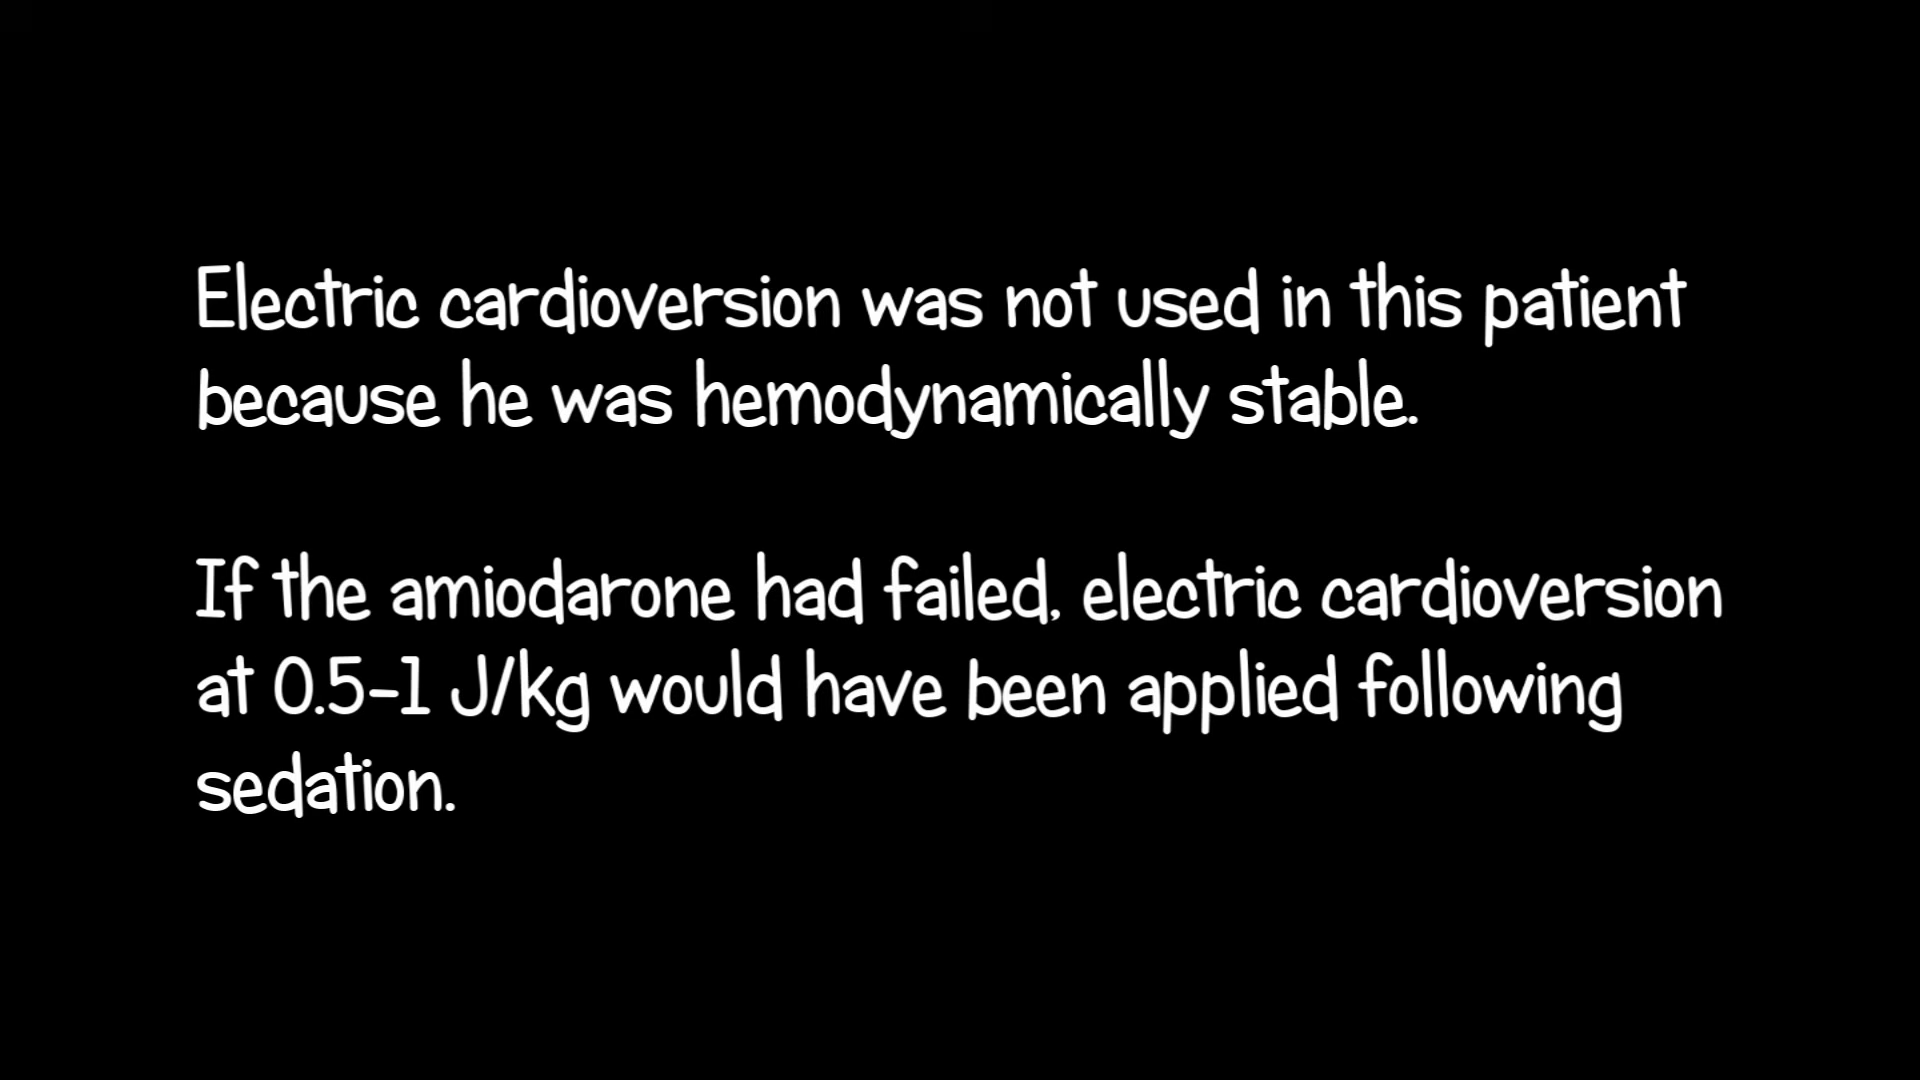 Electric cardioversion was not used in this patient
because he was hemodynamically stable.
If the amiodarone had failed, electric cardioversion
at 0.5-1 J/kg would have been applied following
sedation.